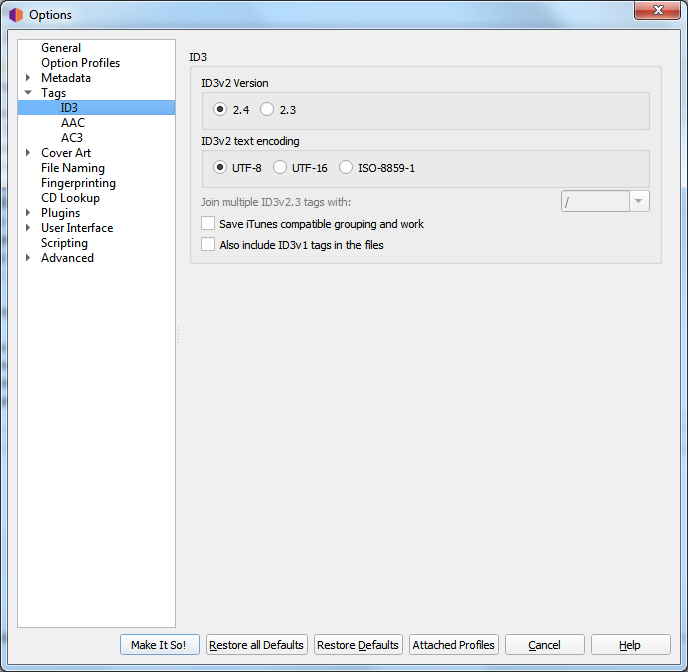 Options
General
Option Profiles
Metadata
Tags
ID3
AAC
AC3
Cover Art
File Naming
Fingerprinting
CD Lookup
Plugins
User Interface
Scripting
Advanced
ID3
ID3v2 Version
2.4 2.3
ID3v2 text encoding
UTF-8 UTF-16 ISO-8859-1
Join multiple ID3v2.3 tags with: /
Save iTunes compatible grouping and work
Also include ID3v1 tags in the files
Make It So! Restore all Defaults Restore Defaults Attached Profiles Cancel Help